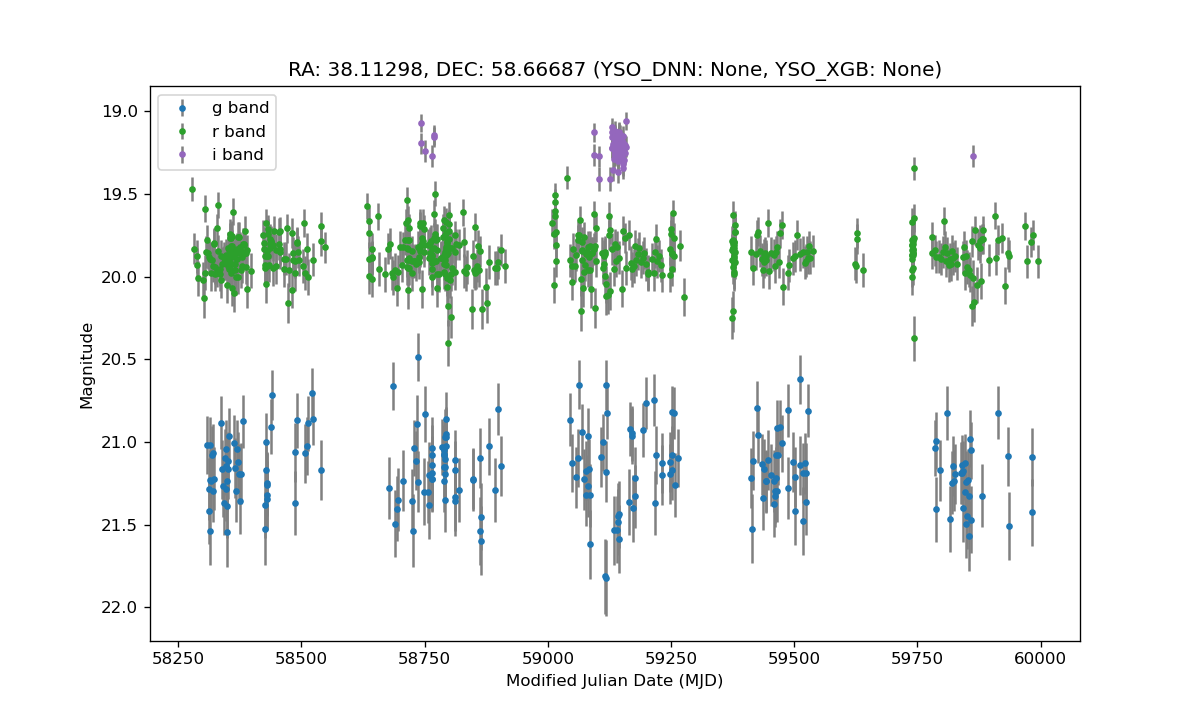 RA: 38.11298, DEC: 58.66687 (YSO_DNN: None, YSO_XGB: None)
g band
r band
i band
19.0
19.5
20.0
20.5
21.0
21.5
22.0
Magnitude
58250 58500 58750 59000 59250 59500 59750 60000
Modified Julian Date (MJD)